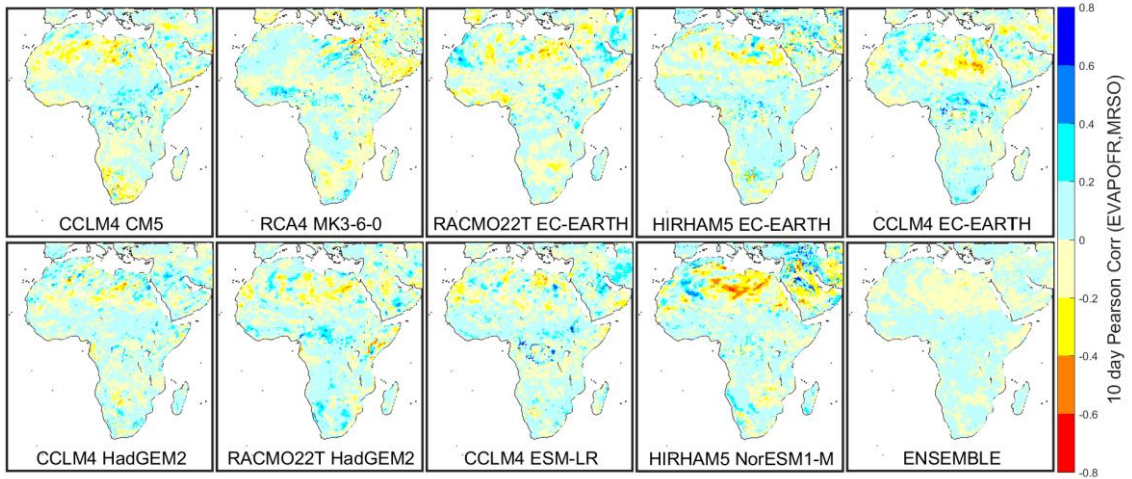 CCLM4 CM5
RCA4 MK3-6-0
RACMO22T EC-EARTH
HIRHAM5 EC-EARTH
CCLM4 EC-EARTH
CCLM4 HadGEM2
RACMO22T HadGEM2
CCLM4 ESM-LR
HIRHAM5 NorESM1-M
ENSEMBLE
0.8
0.6
0.4
0.2
0
-0.2
-0.4
-0.6
-0.8
10 day Pearson Corr (EVAPOFR,MRSO)